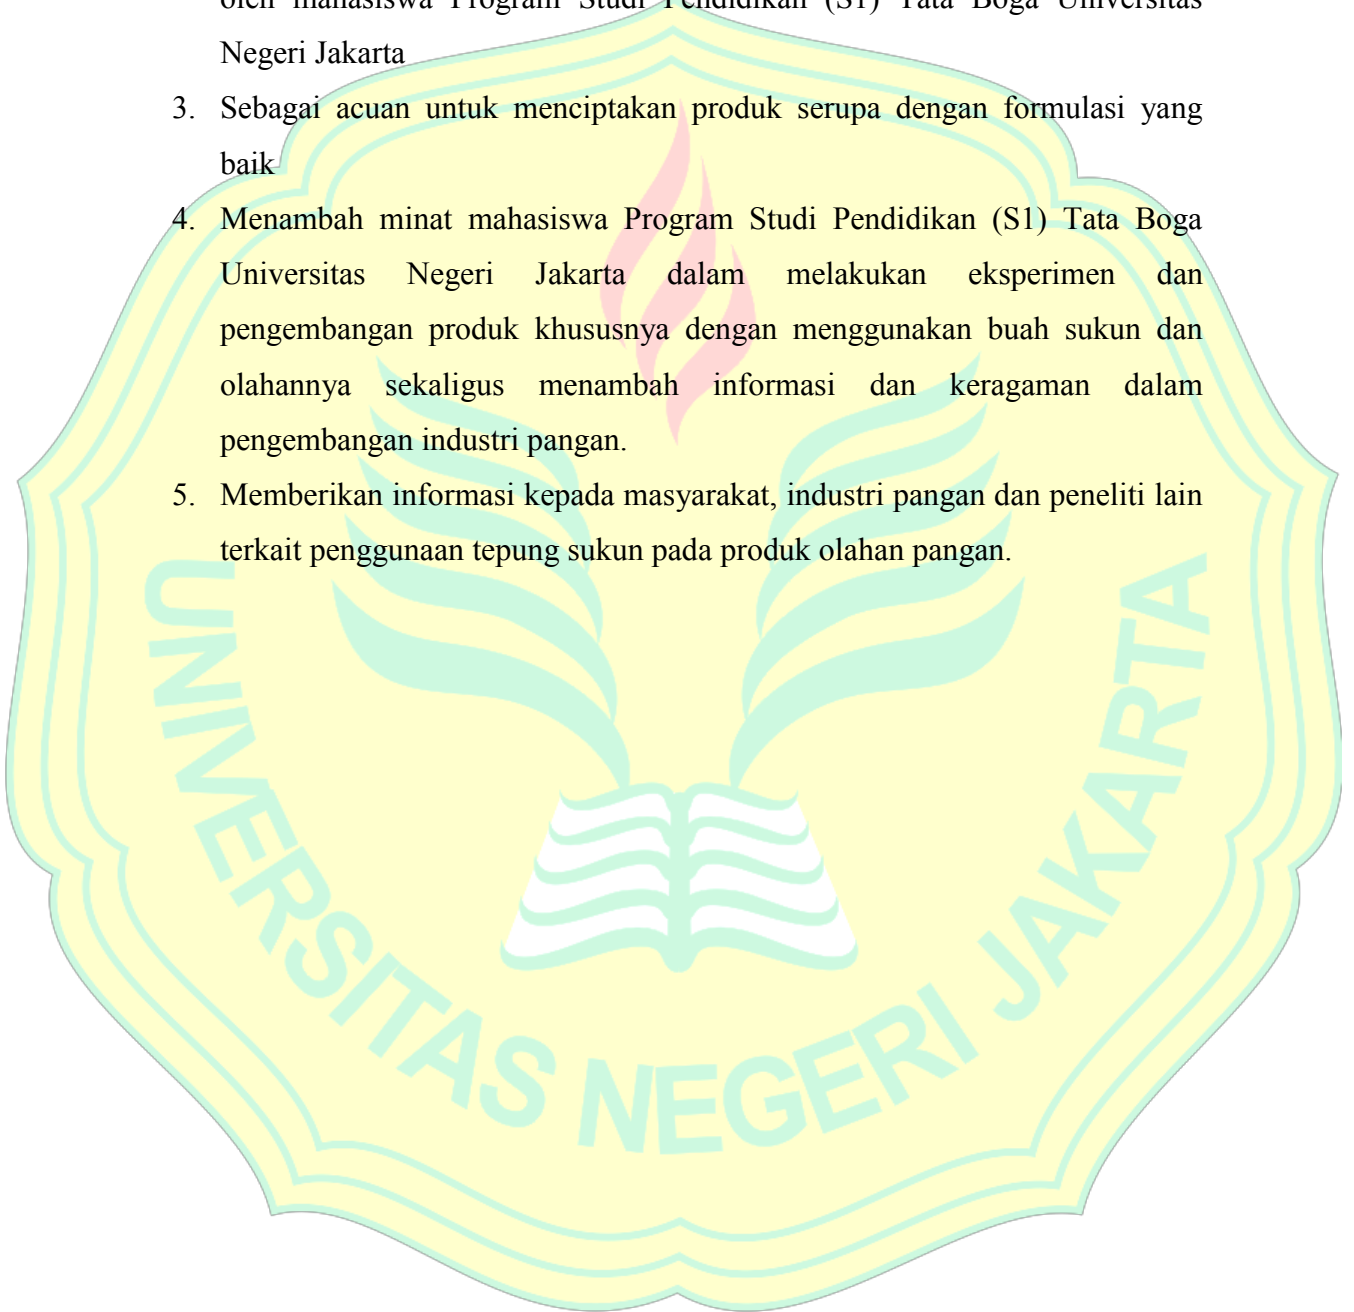 oleh mahasiswa Program Studi Pendidikan (S1) Tata Boga Universitas
Negeri Jakarta
3. Sebagai acuan untuk menciptakan produk serupa dengan formulasi yang
baik
4. Menambah minat mahasiswa Program Studi Pendidikan (S1) Tata Boga
Universitas Negeri Jakarta dalam melakukan eksperimen dan
pengembangan produk khususnya dengan menggunakan buah sukun dan
olahannya sekaligus menambah informasi dan keragaman dalam
pengembangan industri pangan.
5. Memberikan informasi kepada masyarakat, industri pangan dan peneliti lain
terkait penggunaan tepung sukun pada produk olahan pangan.
UNIVERSITAS NEGERI JAKARTA